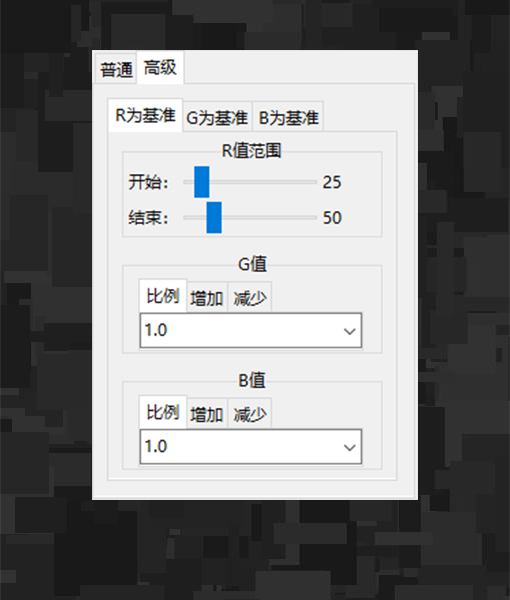 普通 高级
R为基准 G为基准 B为基准
R值范围
开始： 25
结束： 50
G值
比例 增加 减少
1.0
B值
比例 增加 减少
1.0